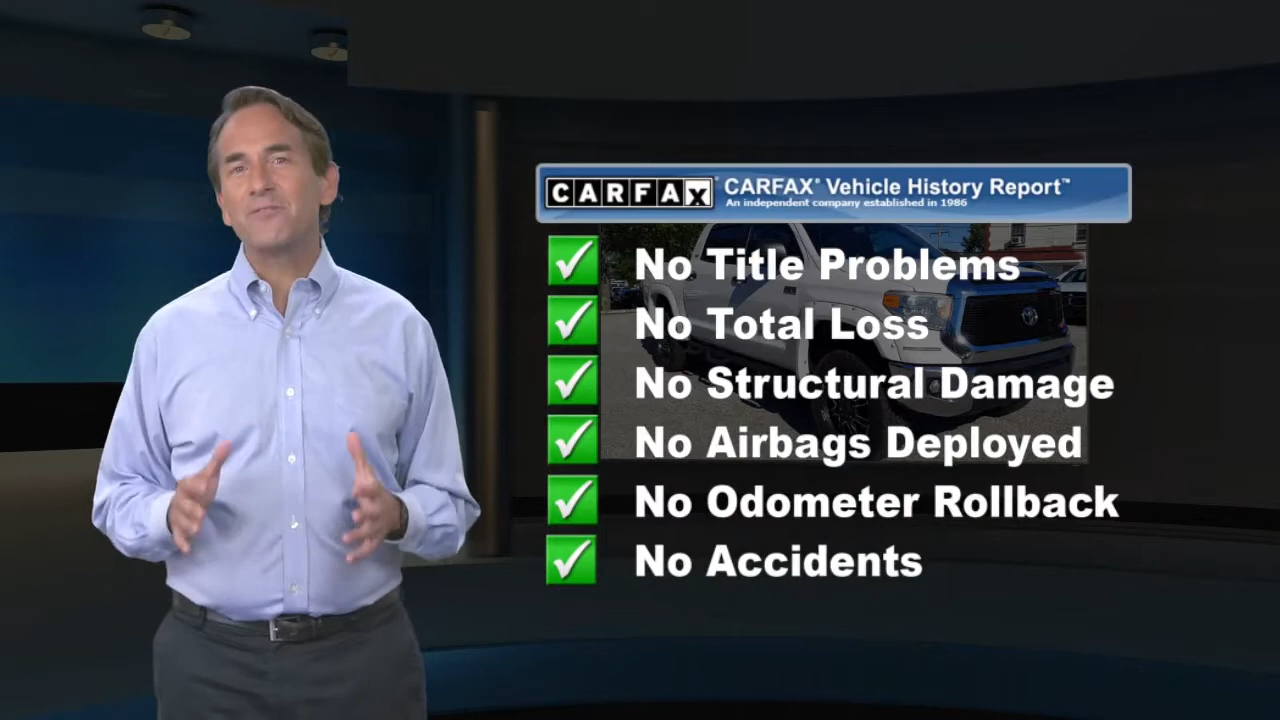 CARFAX® CARFAX® Vehicle History Report™
An independent company established in 1986
No Title Problems
No Total Loss
No Structural Damage
No Airbags Deployed
No Odometer Rollback
No Accidents